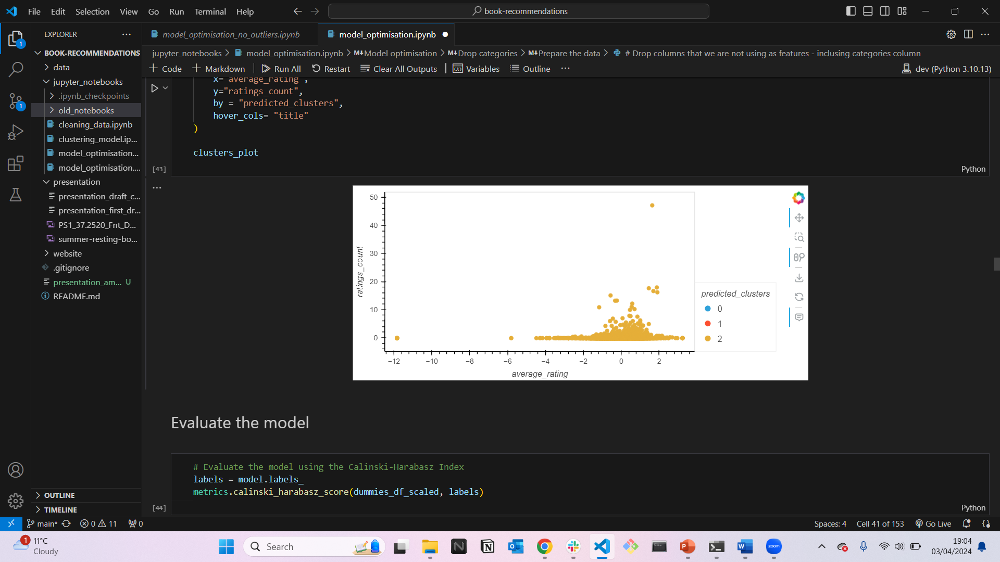 File Edit Selection View Go Run Terminal Help
book-recommendations
EXPLORER
BOOK-RECOMMENDATIONS
data
jupyter_notebooks
.ipynb_checkpoints
old_notebooks
cleaning_data.ipynb
clustering_model.ip...
model_optimisation...
model_optimisation....
presentation
presentation_draft_c...
presentation_first_dr...
PS1_37.2520_Fnt_D...
summer-resting-bo...
website
.gitignore
presentation_am... U
README.md
OUTLINE
TIMELINE
model_optimisation_no_outliers.ipynb
model_optimisation.ipynb
jupyter_notebooks > model_optimisation.ipynb > M↓Model optimisation > M↓Drop categories > M↓Prepare the data > # Drop columns that we are not using as features - inclusing categories column
+ Code + Markdown | Run All Restart Clear All Outputs | Variables Outline ...
dev (Python 3.10.13)
x="average_rating",
y="ratings_count",
by = "predicted_clusters",
hover_cols= "title"
)
clusters_plot
[43]
Python
50
40
30
20
10
0
ratings_count
−12 −10 −8 −6 −4 −2 0 2
average_rating
predicted_clusters
0
1
2
Evaluate the model
# Evaluate the model using the Calinski-Harabasz Index
labels = model.labels_
metrics.calinski_harabasz_score(dummies_df_scaled, labels)
[44]
Python
main* 0 11 0
Spaces: 4 Cell 41 of 153 Go Live
1
11°C
Cloudy
Search
zoom
19:04
03/04/2024